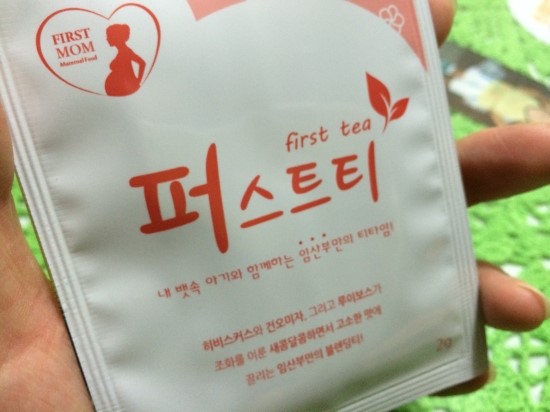 FIRST
MOM
Maternal Food
first tea
퍼스트티
내 뱃속 아기와 함께하는 임산부만의 티타임!
히비스커스와 건오미자, 그리고 루이보스가
조화를 이룬 새콤달콤하면서 고소한 맛에
끌리는 임산부만의 블렌딩티!
2g